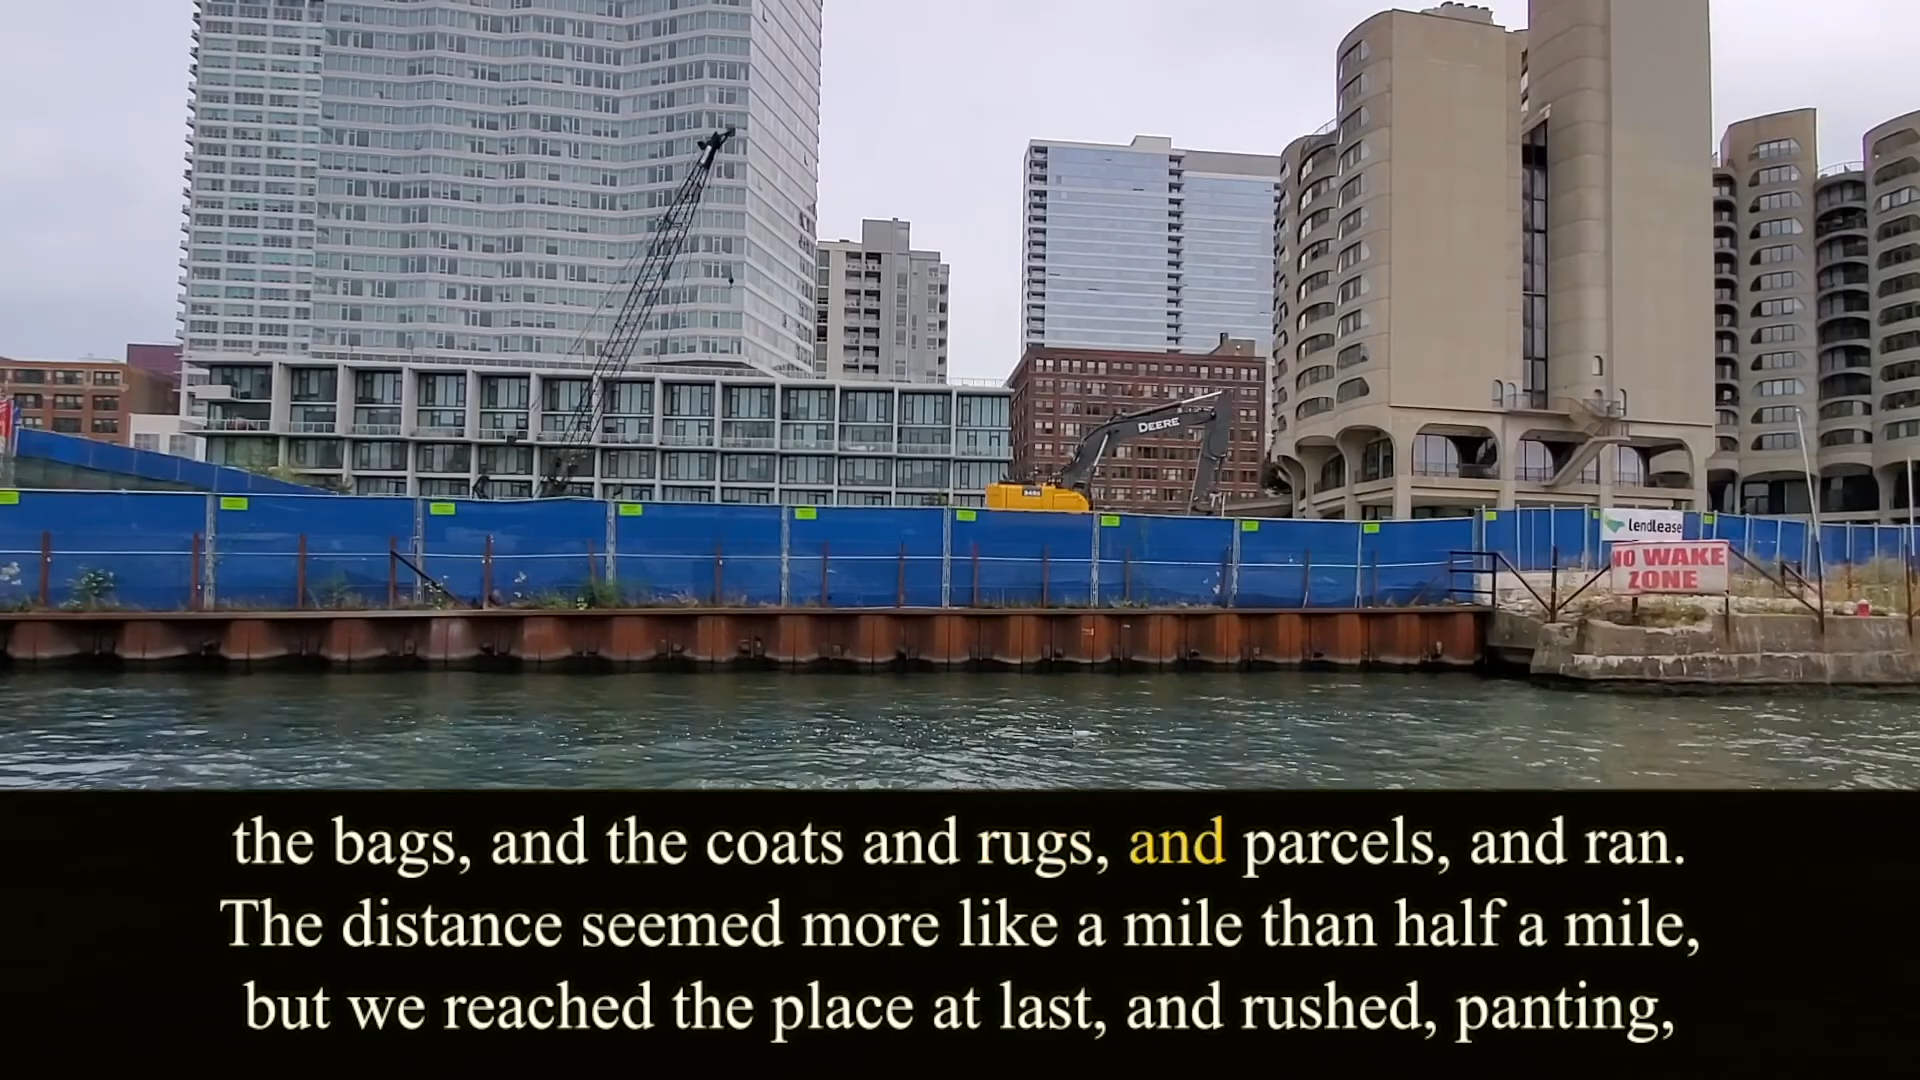 DEERE
lendlease
NO WAKE
ZONE
the bags, and the coats and rugs, and parcels, and ran.
The distance seemed more like a mile than half a mile,
but we reached the place at last, and rushed, panting,